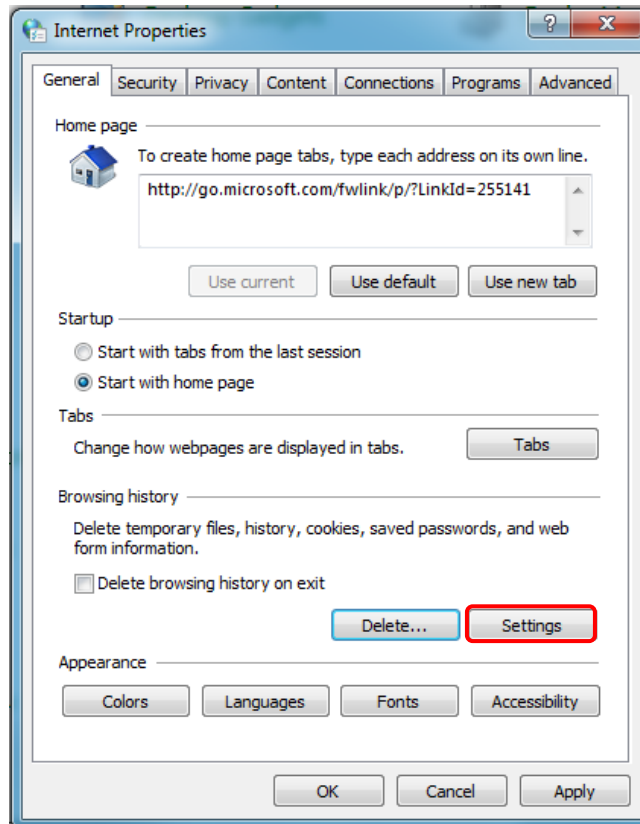 Internet Properties
General Security Privacy Content Connections Programs Advanced
Home page
To create home page tabs, type each address on its own line.
http://go.microsoft.com/fwlink/p/?LinkId=255141
Use current Use default Use new tab
Startup
Start with tabs from the last session
Start with home page
Tabs
Change how webpages are displayed in tabs. Tabs
Browsing history
Delete temporary files, history, cookies, saved passwords, and web
form information.
Delete browsing history on exit
Delete... Settings
Appearance
Colors Languages Fonts Accessibility
OK Cancel Apply